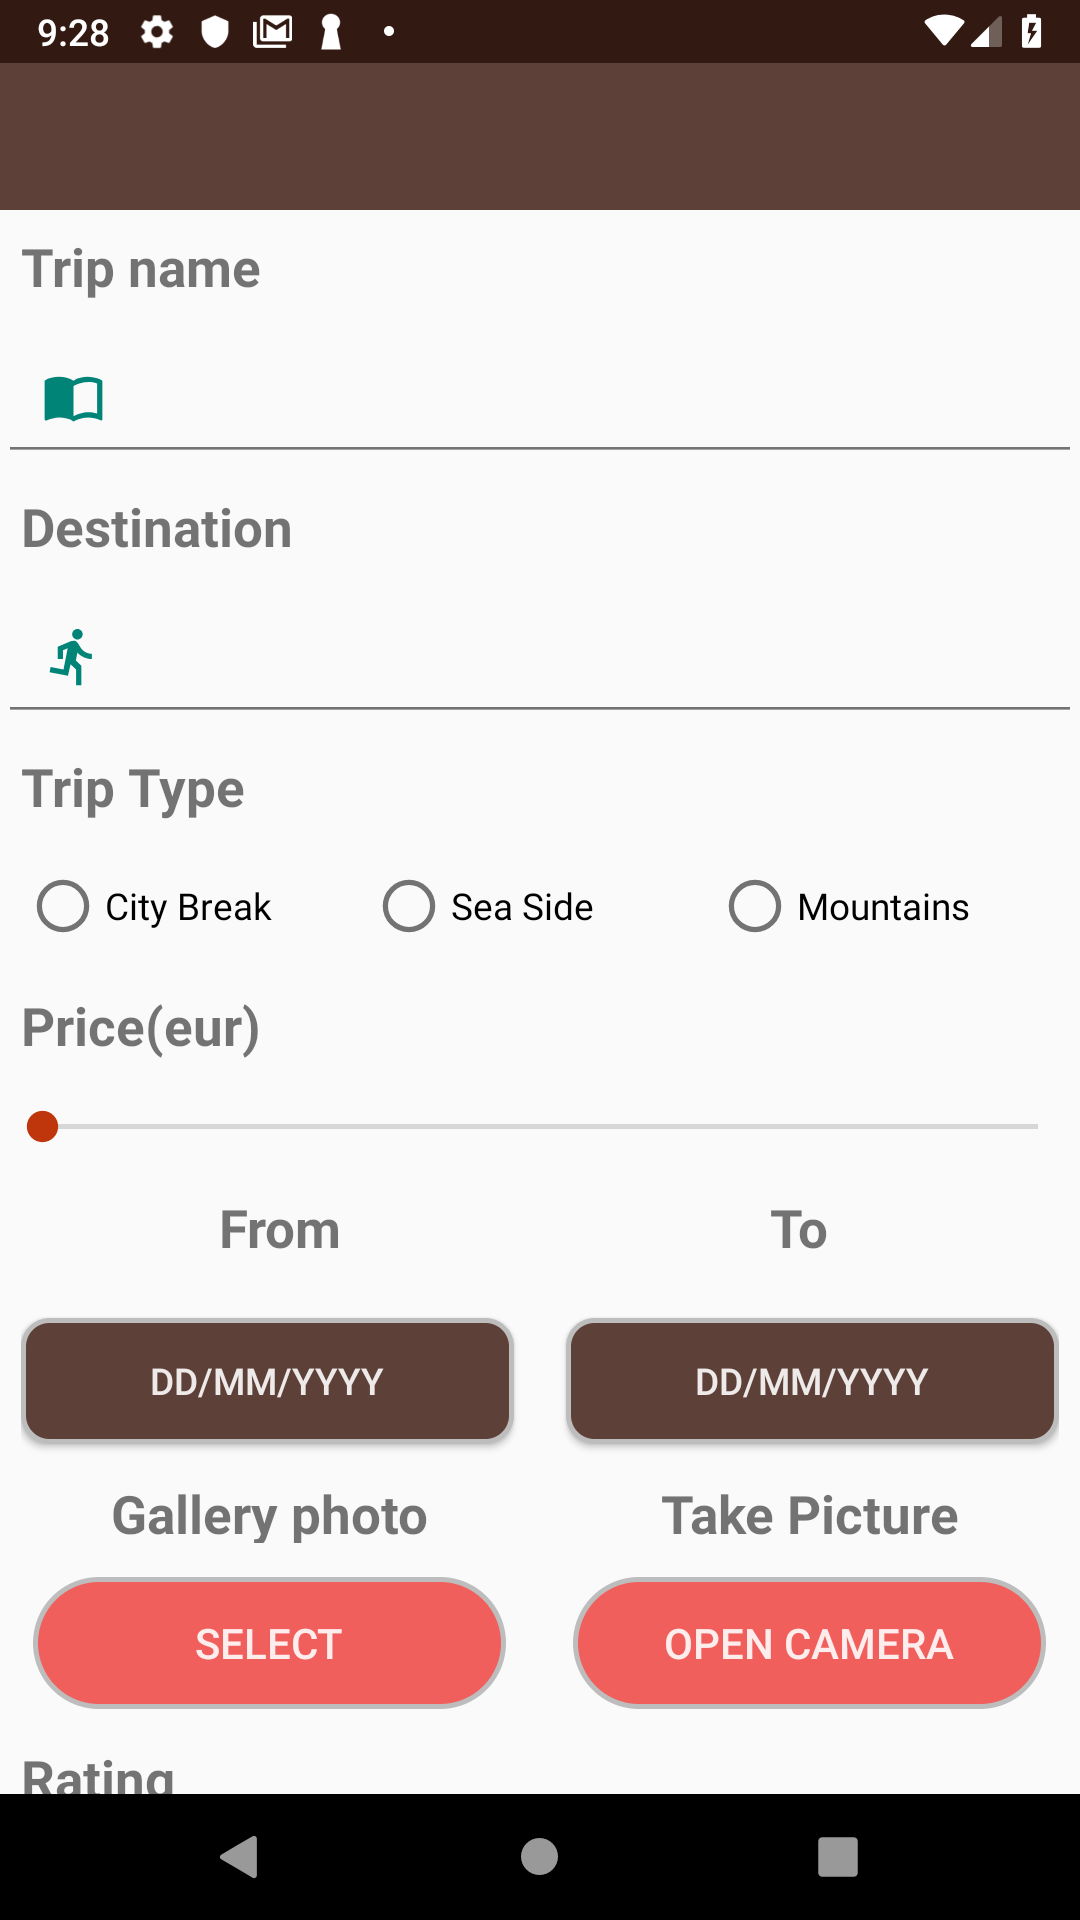 9:28
Trip name
Destination
Trip Type
City Break Sea Side Mountains
Price(eur)
From To
DD/MM/YYYY DD/MM/YYYY
Gallery photo Take Picture
SELECT OPEN CAMERA
Rating